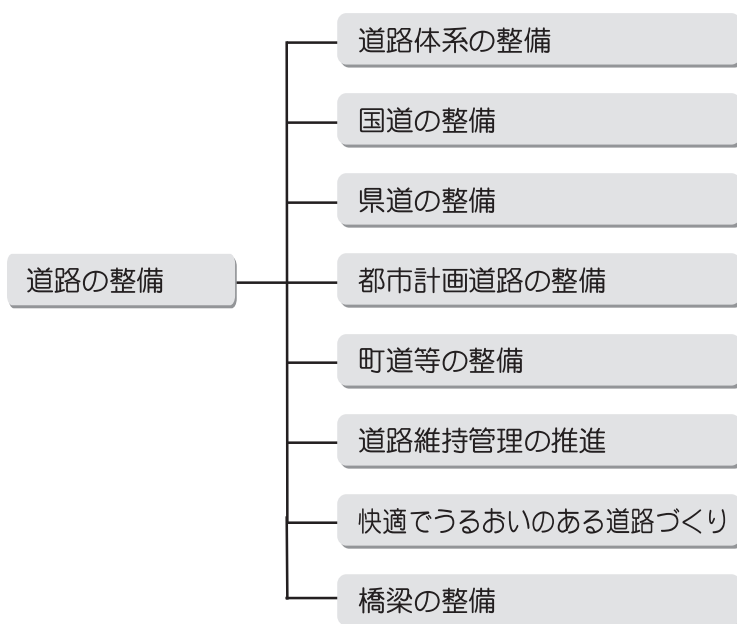 道路の整備
道路体系の整備
国道の整備
県道の整備
都市計画道路の整備
町道等の整備
道路維持管理の推進
快適でうるおいのある道路づくり
橋梁の整備